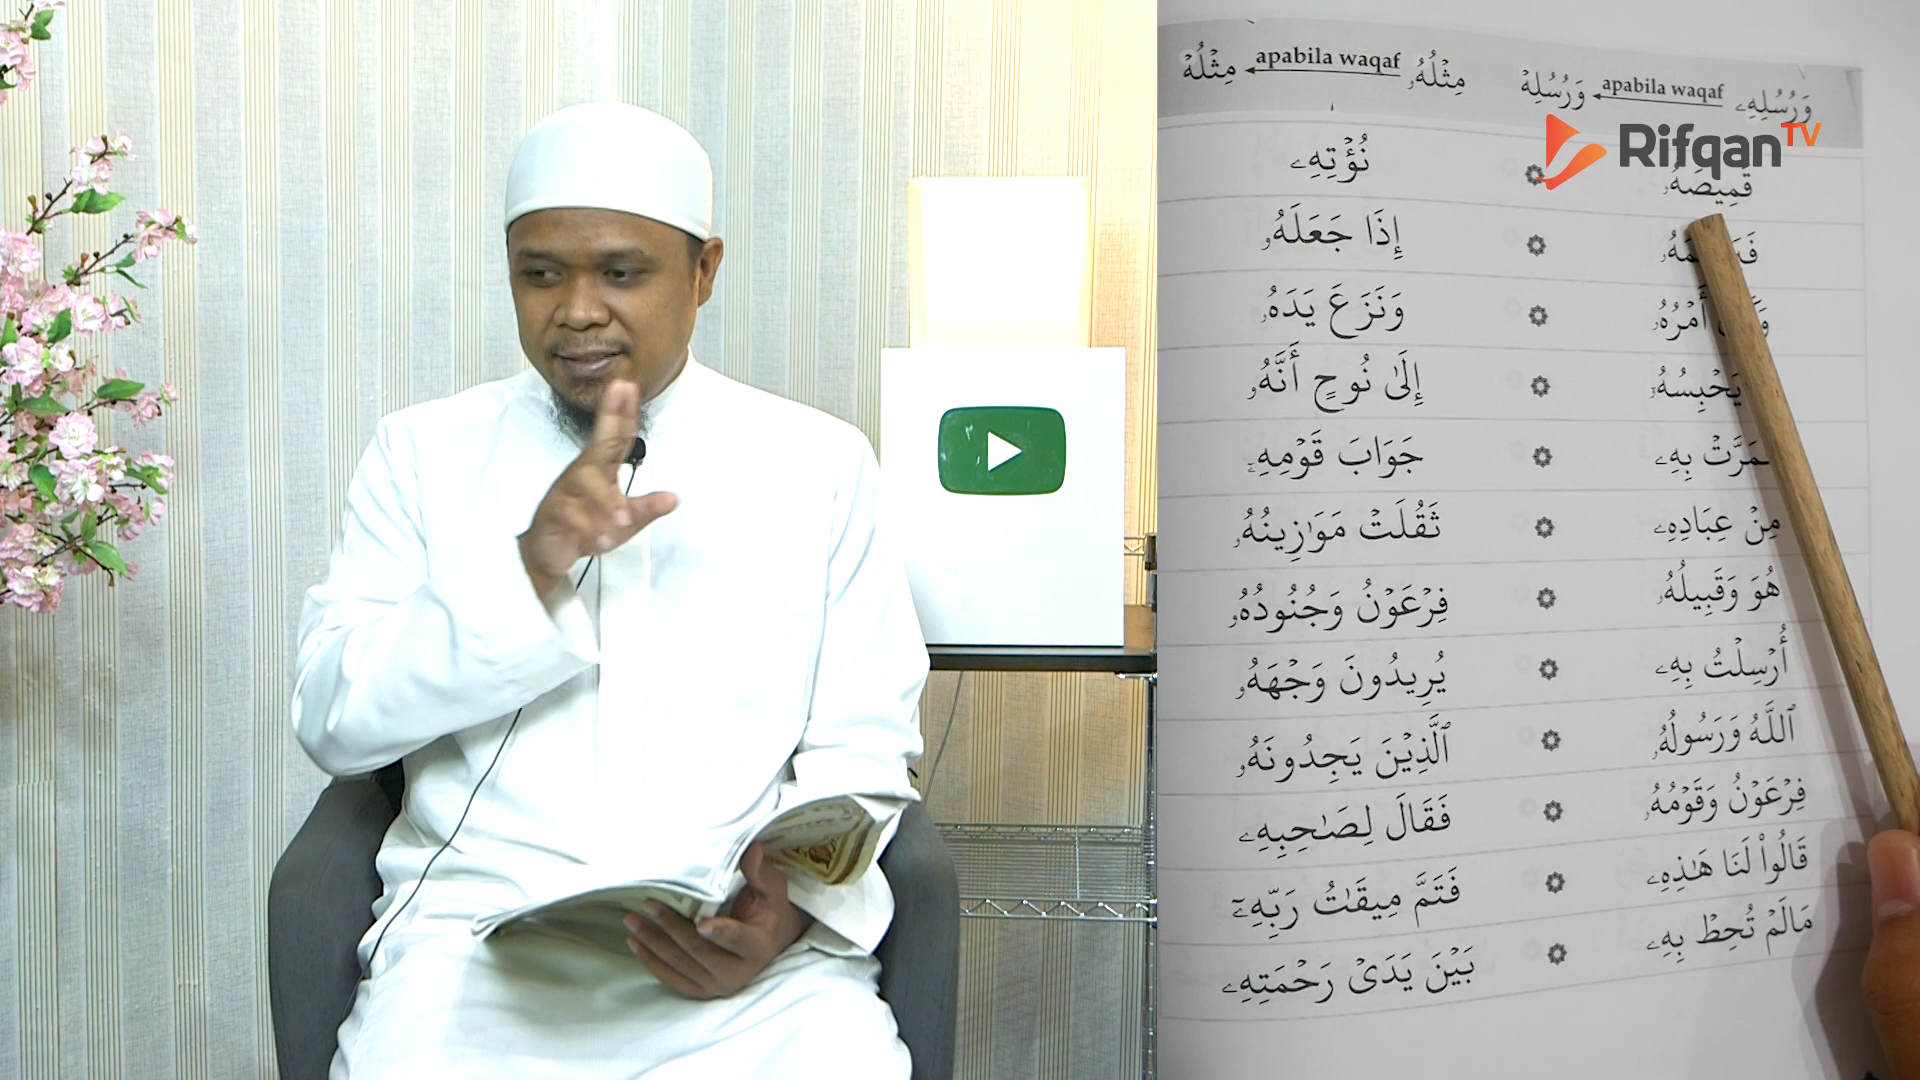 وَرُسُلِهِۦ apabila waqaf وَرُسُلِهْ مِثْلُهُۥ apabila waqaf مِثْلُهْ
Rifqan TV
قَمِيصَهُۥ نُؤْتِهِۦ
إِذَا جَعَلَهُۥ
أَمْرُهُۥ وَنَزَعَ يَدَهُۥ
يَحْبِسُهُۥٓ إِلَىٰ نُوحٍ أَنَّهُۥ
بِهِۦ جَوَابَ قَوْمِهِۦٓ
مِنْ عِبَادِهِۦ ثَقُلَتْ مَوَٰزِينُهُۥ
هُوَ وَقَبِيلُهُۥ فِرْعَوْنُ وَجُنُودُهُۥ
أُرْسِلْتُ بِهِۦ يُرِيدُونَ وَجْهَهُۥ
ٱللَّهُ وَرَسُولُهُۥ ٱلَّذِينَ يَجِدُونَهُۥ
فِرْعَوْنُ وَقَوْمُهُۥ فَقَالَ لِصَٰحِبِهِۦ
قَالُوا۟ لَنَا هَٰذِهِۦ فَتَمَّ مِيقَٰتُ رَبِّهِۦٓ
مَالَمْ تُحِطْ بِهِۦ بَيْنَ يَدَىْ رَحْمَتِهِۦ